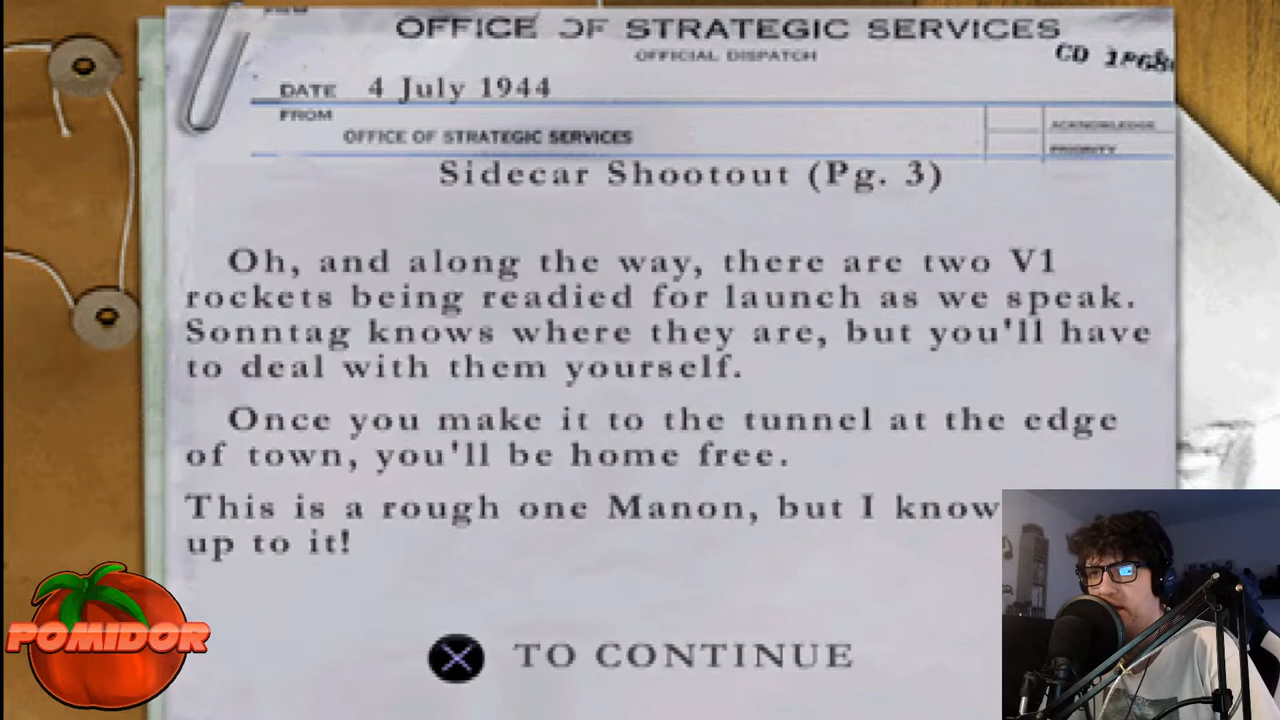 OFFICE OF STRATEGIC SERVICES
OFFICIAL DISPATCH
DATE 4 July 1944
FROM
OFFICE OF STRATEGIC SERVICES
ACKNOWLEDGE
PRIORITY
Sidecar Shootout (Pg. 3)
Oh, and along the way, there are two V1
rockets being readied for launch as we speak.
Sonntag knows where they are, but you'll have
to deal with them yourself.
Once you make it to the tunnel at the edge
of town, you'll be home free.
This is a rough one Manon, but I know
up to it!
TO CONTINUE
POMIDOR